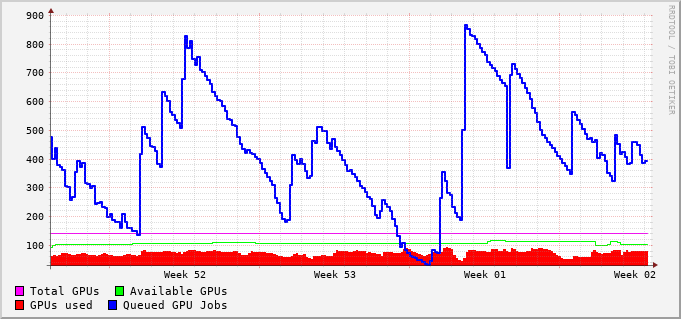 900
800
700
600
500
400
300
200
100
RRDTOOL / TOBI OETIKER
Week 52 Week 53 Week 01 Week 02
Total GPUs Available GPUs
GPUs used Queued GPU Jobs